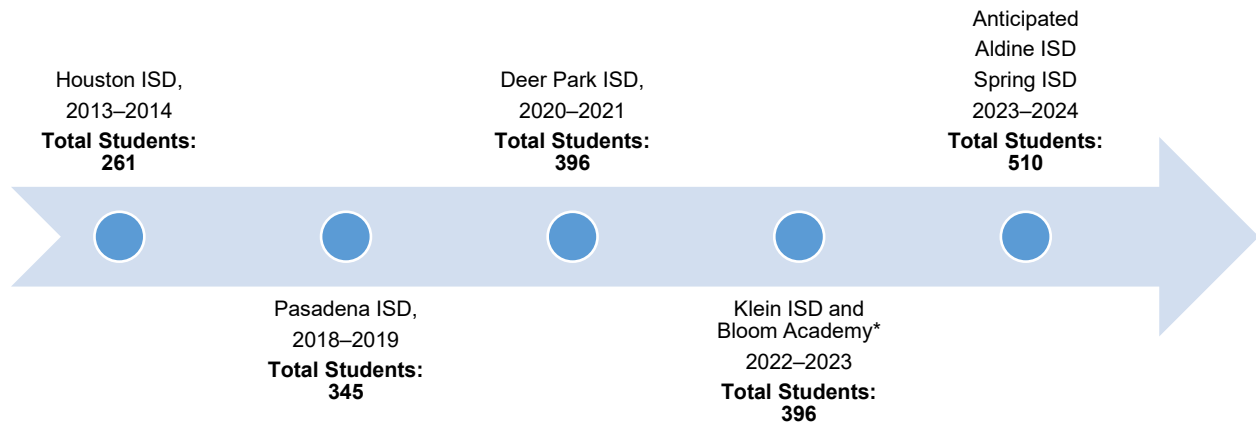 Houston ISD,
2013–2014
Total Students:
261
Pasadena ISD,
2018–2019
Total Students:
345
Deer Park ISD,
2020–2021
Total Students:
396
Klein ISD and
Bloom Academy*
2022–2023
Total Students:
396
Anticipated
Aldine ISD
Spring ISD
2023–2024
Total Students:
510